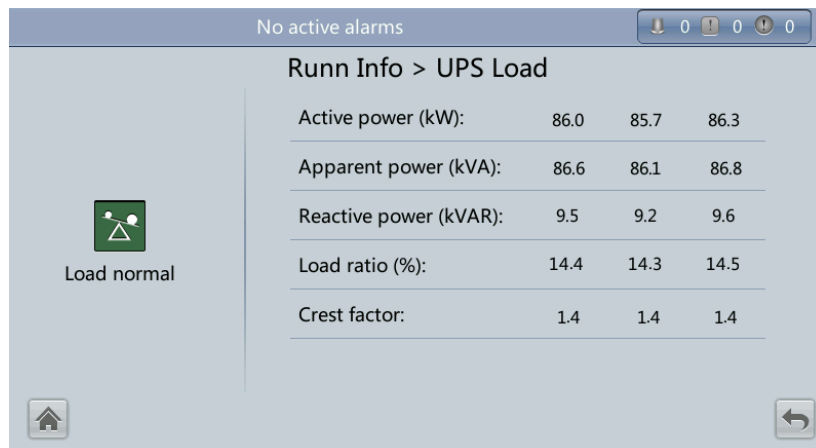 No active alarms 0 0 0
Runn Info > UPS Load
Active power (kW): 86.0 85.7 86.3
Apparent power (kVA): 86.6 86.1 86.8
Reactive power (kVAR): 9.5 9.2 9.6
Load ratio (%): 14.4 14.3 14.5
Crest factor: 1.4 1.4 1.4
Load normal